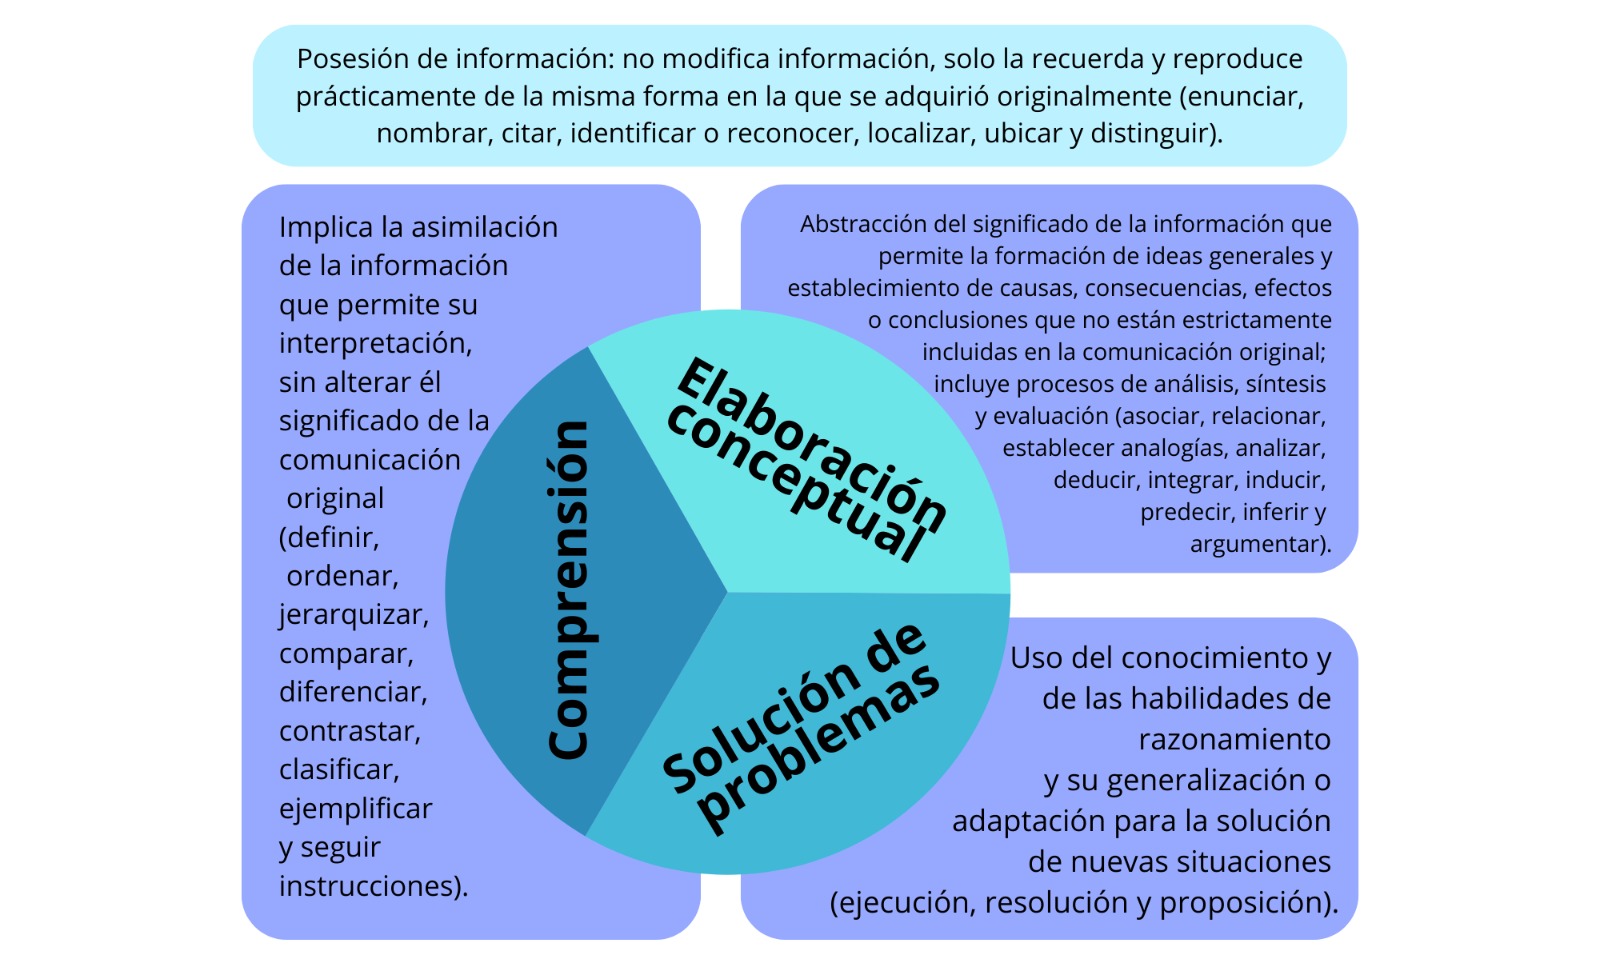 Posesión de información: no modifica información, solo la recuerda y reproduce
prácticamente de la misma forma en la que se adquirió originalmente (enunciar,
nombrar, citar, identificar o reconocer, localizar, ubicar y distinguir).
Implica la asimilación
de la información
que permite su
interpretación,
sin alterar él
significado de la
comunicación
original
(definir,
ordenar,
jerarquizar,
comparar,
diferenciar,
contrastar,
clasificar,
ejemplificar
y seguir
instrucciones).
Comprensión
Abstracción del significado de la información que
permite la formación de ideas generales y
establecimiento de causas, consecuencias, efectos
o conclusiones que no están estrictamente
incluidas en la comunicación original;
incluye procesos de análisis, síntesis
y evaluación (asociar, relacionar,
establecer analogías, analizar,
deducir, integrar, inducir,
predecir, inferir y
argumentar).
Elaboración
conceptual
Solución de
problemas
Uso del conocimiento y
de las habilidades de
razonamiento
y su generalización o
adaptación para la solución
de nuevas situaciones
(ejecución, resolución y proposición).